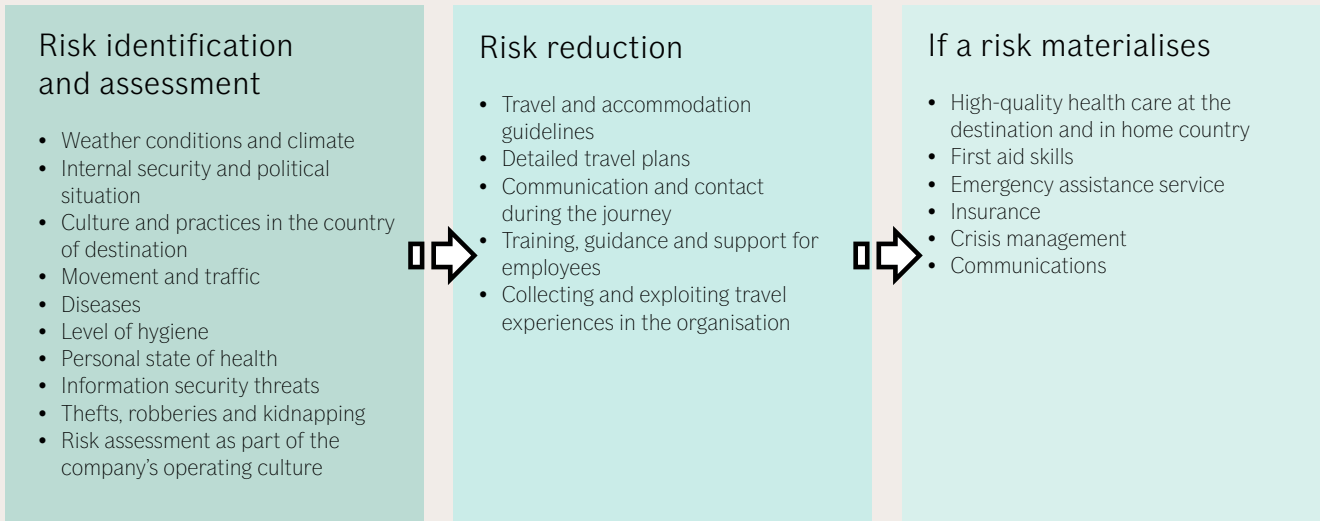 Risk identification
and assessment
• Weather conditions and climate
• Internal security and political
situation
• Culture and practices in the country
of destination
• Movement and traffic
• Diseases
• Level of hygiene
• Personal state of health
• Information security threats
• Thefts, robberies and kidnapping
• Risk assessment as part of the
company's operating culture
Risk reduction
• Travel and accommodation
guidelines
• Detailed travel plans
• Communication and contact
during the journey
• Training, guidance and support for
employees
• Collecting and exploiting travel
experiences in the organisation
If a risk materialises
• High-quality health care at the
destination and in home country
• First aid skills
• Emergency assistance service
• Insurance
• Crisis management
• Communications